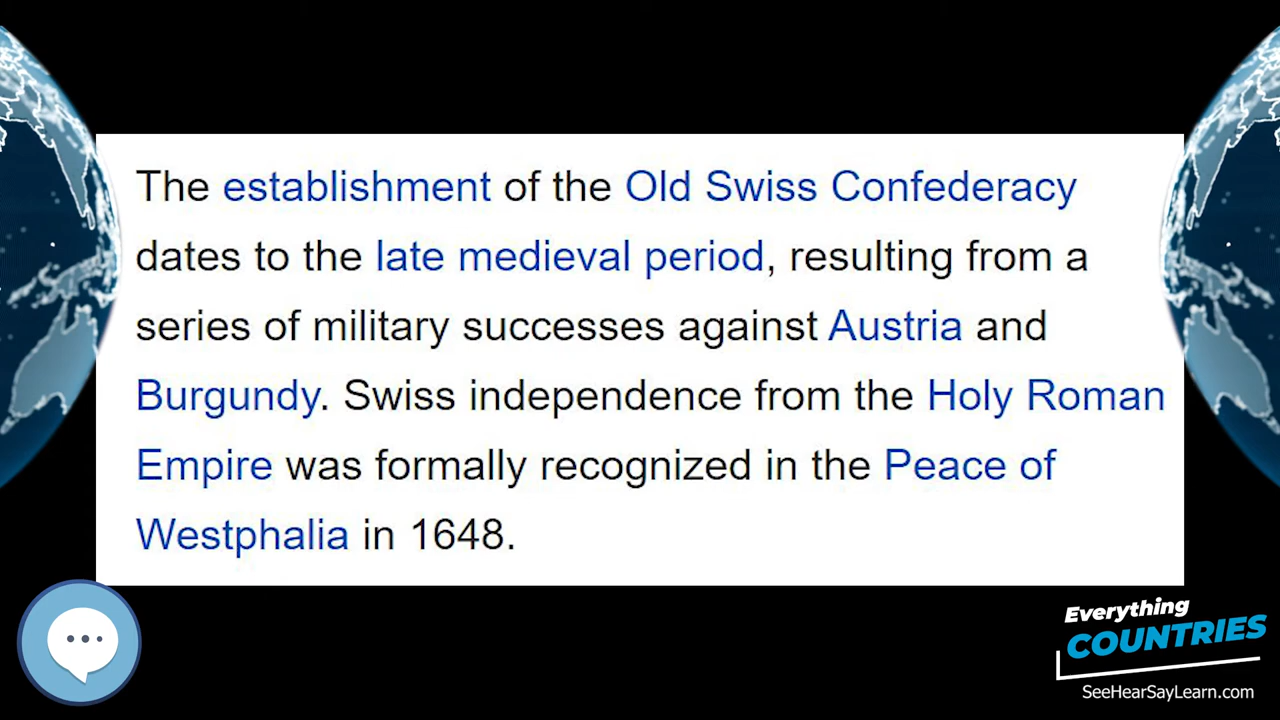 The establishment of the Old Swiss Confederacy
dates to the late medieval period, resulting from a
series of military successes against Austria and
Burgundy. Swiss independence from the Holy Roman
Empire was formally recognized in the Peace of
Westphalia in 1648.
Everything
COUNTRIES
SeeHearSayLearn.com